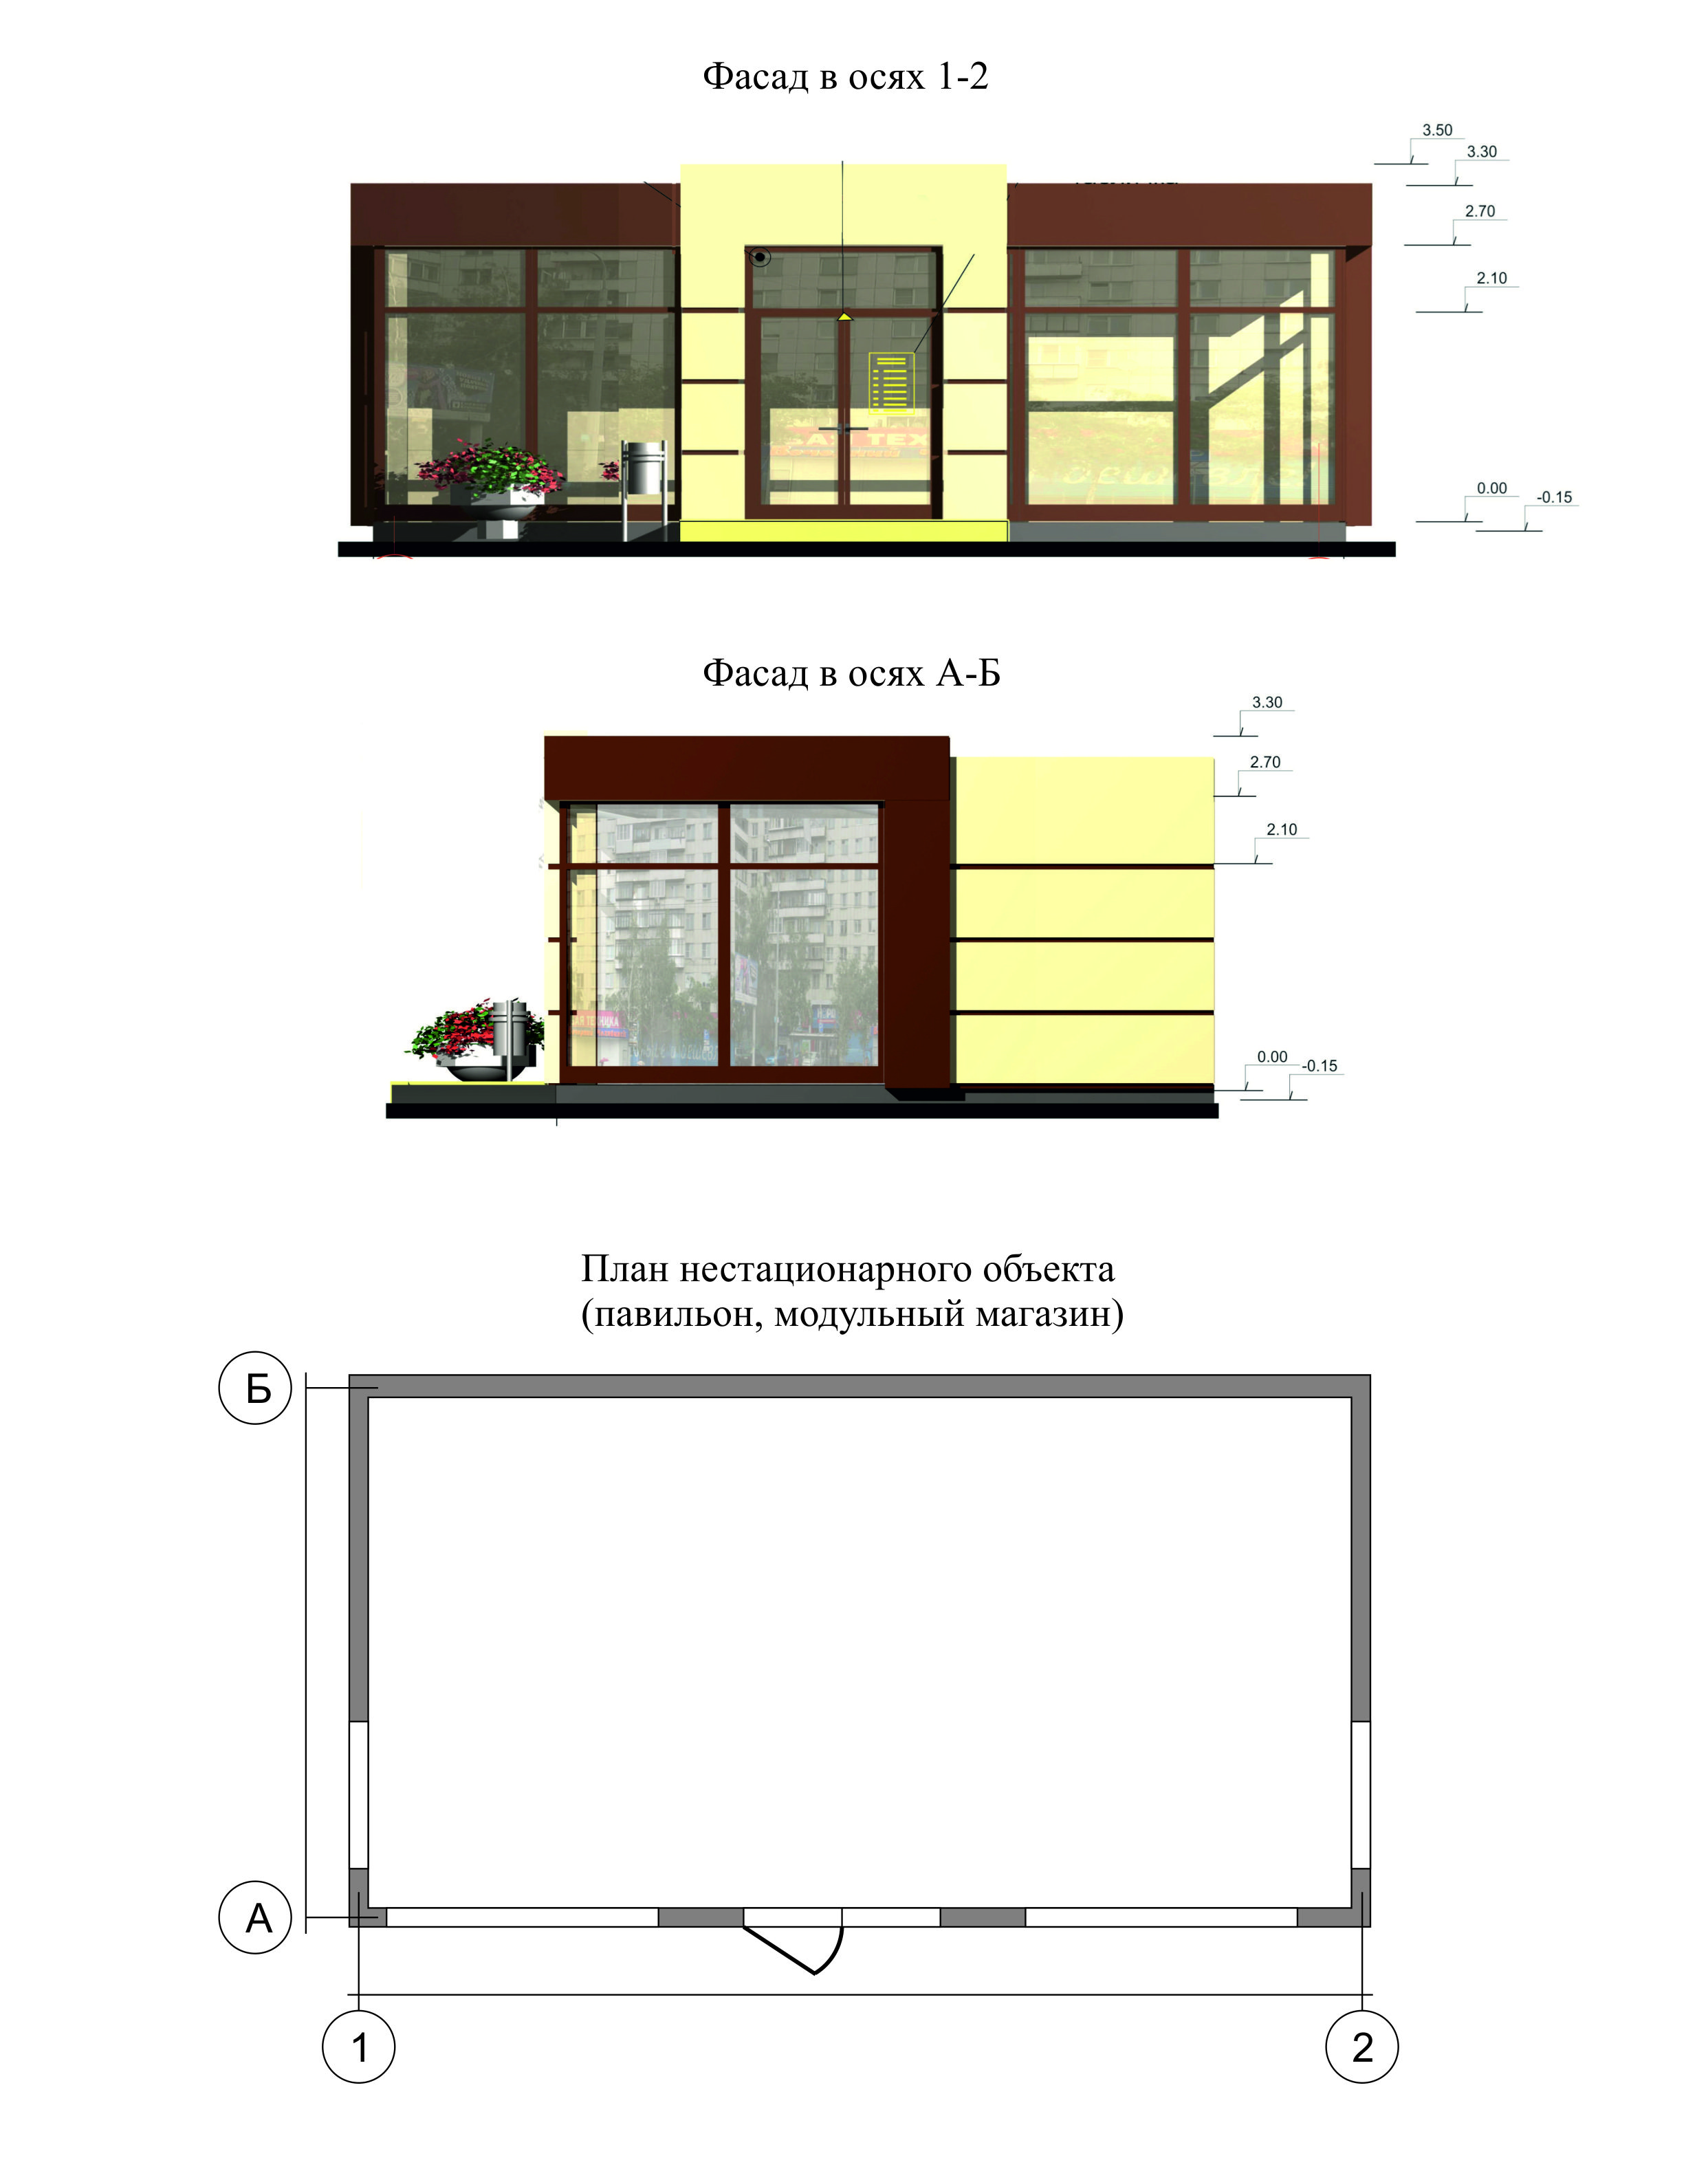 Фасад в осях 1-2
3.50
3.30
2.70
2.10
0.00
-0.15
Фасад в осях А-Б
3.30
2.70
2.10
0.00
-0.15
План нестационарного объекта
(павильон, модульный магазин)
Б
А
1
2